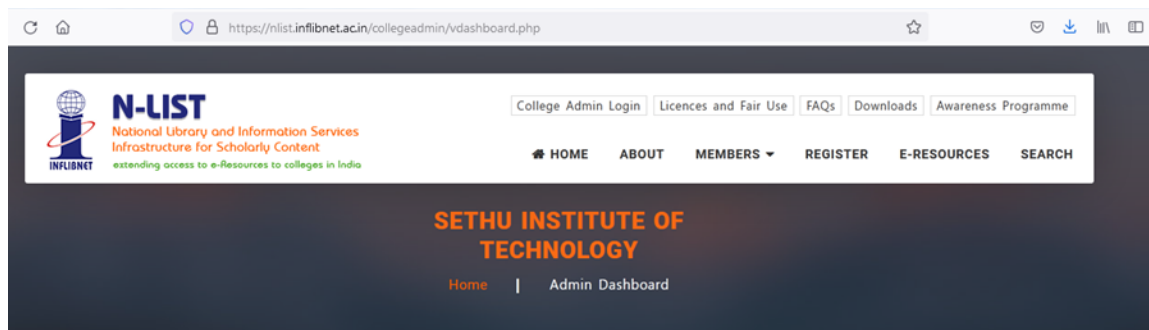 https://nlist.inflibnet.ac.in/collegeadmin/vdashboard.php
N-LIST
National Library and Information Services
Infrastructure for Scholarly Content
extending access to e-Resources to colleges in India
INFLIBNET
College Admin Login Licences and Fair Use FAQs Downloads Awareness Programme
HOME ABOUT MEMBERS REGISTER E-RESOURCES SEARCH
SETHU INSTITUTE OF
TECHNOLOGY
Home | Admin Dashboard